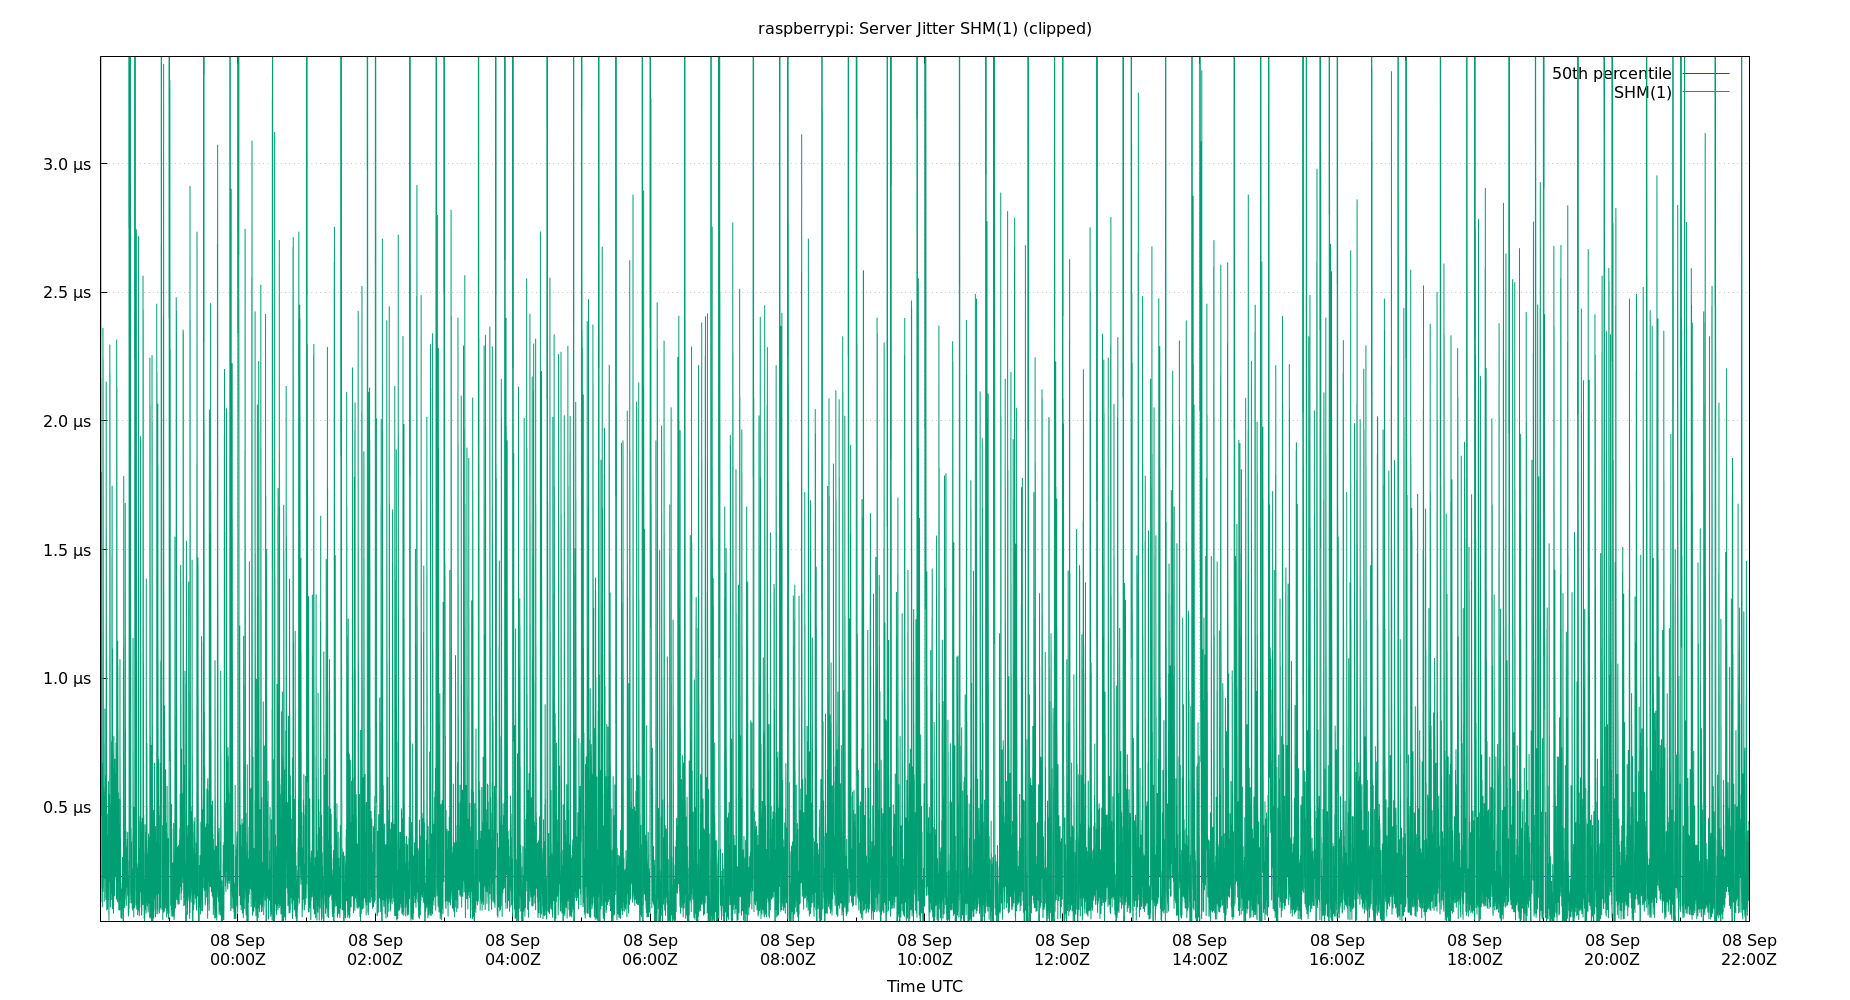 raspberrypi: Server Jitter SHM(1) (clipped)
50th percentile
SHM(1)
3.0 µs
2.5 µs
2.0 µs
1.5 µs
1.0 µs
0.5 µs
08 Sep 08 Sep 08 Sep 08 Sep 08 Sep 08 Sep 08 Sep 08 Sep 08 Sep 08 Sep 08 Sep 08 Sep
00:00Z 02:00Z 04:00Z 06:00Z 08:00Z 10:00Z 12:00Z 14:00Z 16:00Z 18:00Z 20:00Z 22:00Z
Time UTC